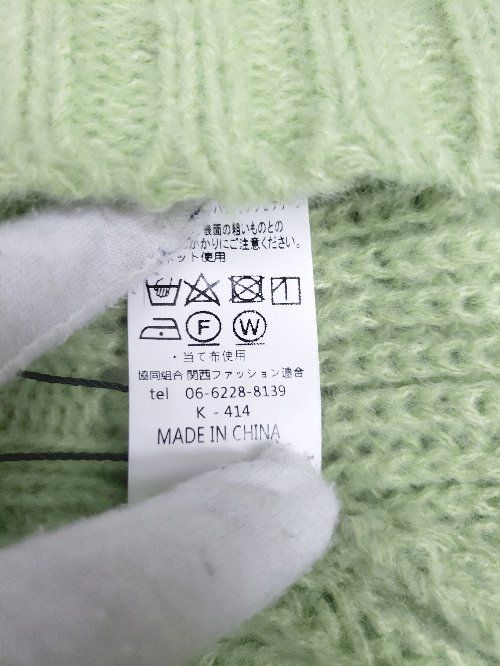 表面の粗いものとの
かかりにご注意ください。
ネット使用
F W
・当て布使用
協同組合 関西ファッション連合
tel 06-6228-8139
K - 414
MADE IN CHINA